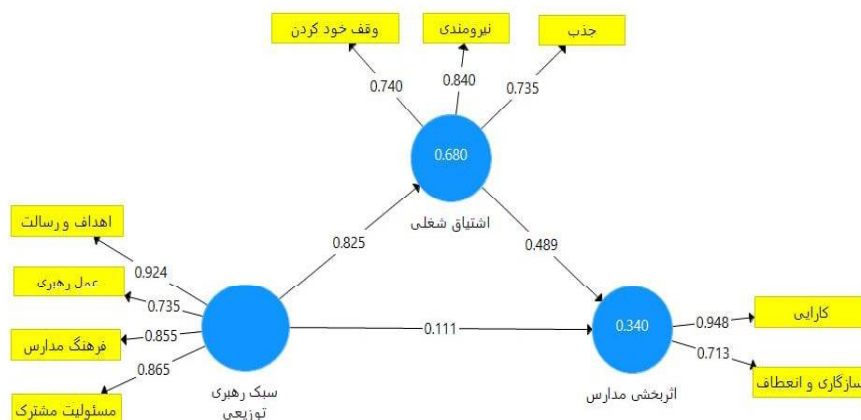 وقف خود کردن
نیرومندی
جذب
0.740
0.840
0.735
0.680
اشتیاق شغلی
اهداف و رسالت
عمل رهبری
فرهنگ مدارس
مسئولیت مشترک
0.924
0.735
0.855
0.865
0.825
0.489
0.111
سبک رهبری
توزیعی
0.340
اثربخشی مدارس
0.948
0.713
کارایی
سازگاری و انعطاف